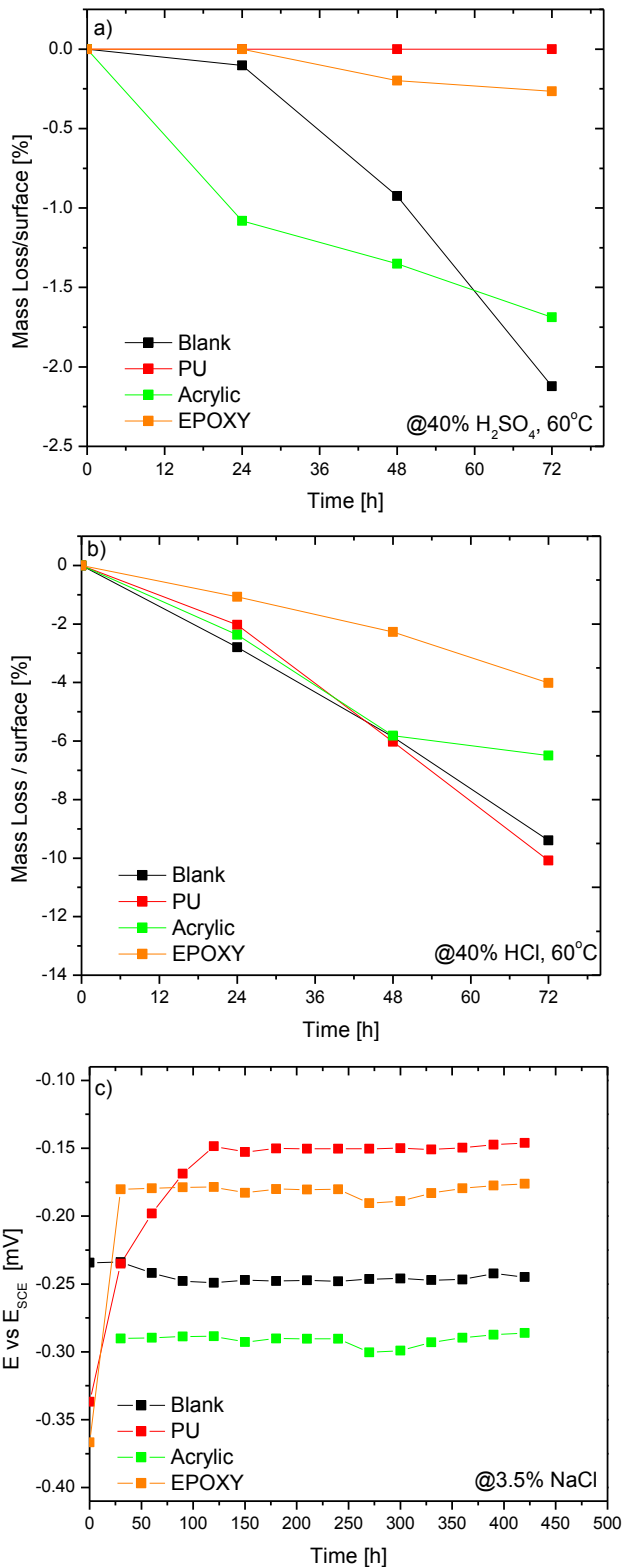 a)
0.0
-0.5
-1.0
-1.5
-2.0
-2.5
Mass Loss/surface [%]
Blank
PU
Acrylic
EPOXY
@40% H₂SO₄, 60°C
0 12 24 36 48 60 72
Time [h]
b)
0
-2
-4
-6
-8
-10
-12
-14
Mass Loss / surface [%]
Blank
PU
Acrylic
EPOXY
@40% HCl, 60°C
0 12 24 36 48 60 72
Time [h]
c)
-0.10
-0.15
-0.20
-0.25
-0.30
-0.35
-0.40
E vs E_SCE [mV]
Blank
PU
Acrylic
EPOXY
@3.5% NaCl
0 50 100 150 200 250 300 350 400 450 500
Time [h]